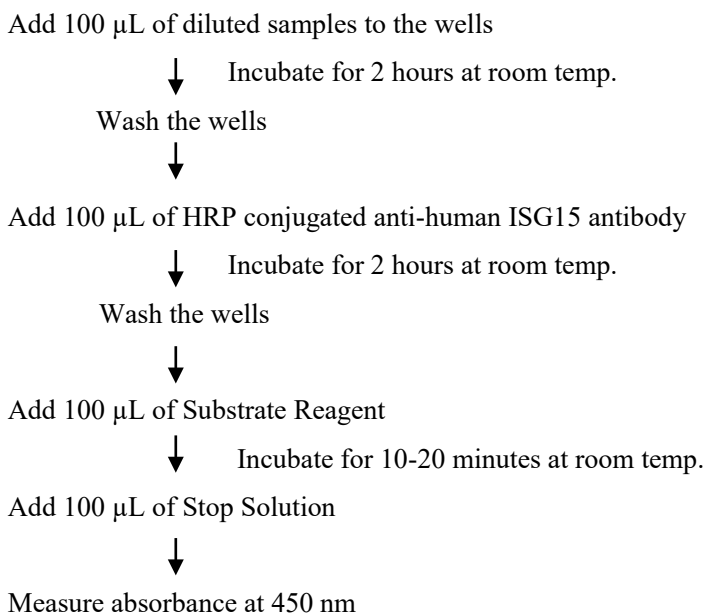 Add 100 µL of diluted samples to the wells
Incubate for 2 hours at room temp.
Wash the wells
Add 100 µL of HRP conjugated anti-human ISG15 antibody
Incubate for 2 hours at room temp.
Wash the wells
Add 100 µL of Substrate Reagent
Incubate for 10-20 minutes at room temp.
Add 100 µL of Stop Solution
Measure absorbance at 450 nm